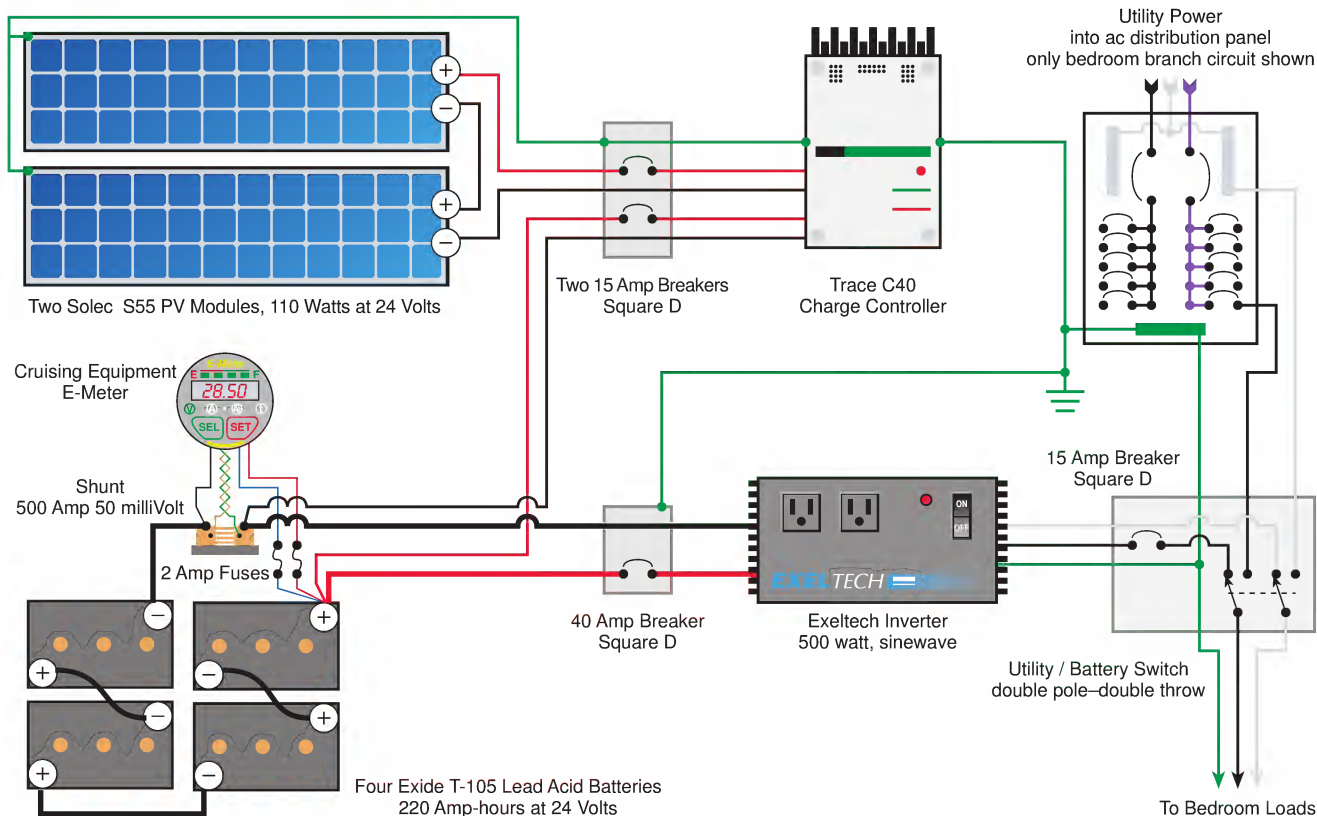 Utility Power
into ac distribution panel
only bedroom branch circuit shown
+
−
+
−
Two Solec S55 PV Modules, 110 Watts at 24 Volts
Two 15 Amp Breakers
Square D
Trace C40
Charge Controller
Cruising Equipment
E-Meter
E-Meter
E F
28.50
V A
SEL SET
Shunt
500 Amp 50 milliVolt
2 Amp Fuses
15 Amp Breaker
Square D
ON
OFF
EXELTECH
40 Amp Breaker
Square D
Exeltech Inverter
500 watt, sinewave
Utility / Battery Switch
double pole–double throw
−
+
+
−
−
+
+
−
Four Exide T-105 Lead Acid Batteries
220 Amp-hours at 24 Volts
To Bedroom Loads